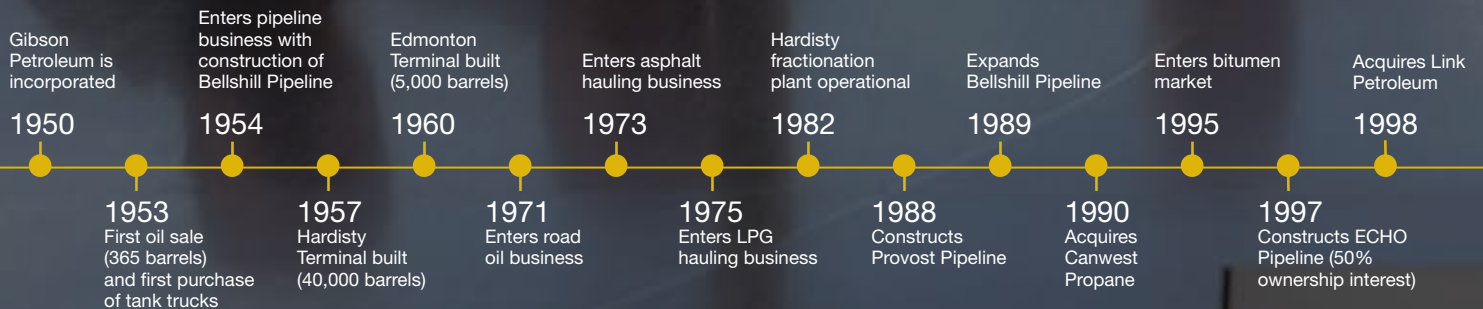 Gibson
Petroleum is
incorporated
1950
1953
First oil sale
(365 barrels)
and first purchase
of tank trucks
Enters pipeline
business with
construction of
Bellshill Pipeline
1954
1957
Hardisty
Terminal built
(40,000 barrels)
Edmonton
Terminal built
(5,000 barrels)
1960
1971
Enters road
oil business
Enters asphalt
hauling business
1973
1975
Enters LPG
hauling business
Hardisty
fractionation
plant operational
1982
1988
Constructs
Provost Pipeline
Expands
Bellshill Pipeline
1989
1990
Acquires
Canwest
Propane
Enters bitumen
market
1995
1997
Constructs ECHO
Pipeline (50%
ownership interest)
Acquires Link
Petroleum
1998